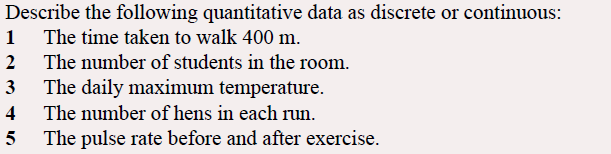 Describe the following quantitative data as discrete or continuous:
1 The time taken to walk 400 m.
2 The number of students in the room.
3 The daily maximum temperature.
4 The number of hens in each run.
5 The pulse rate before and after exercise.